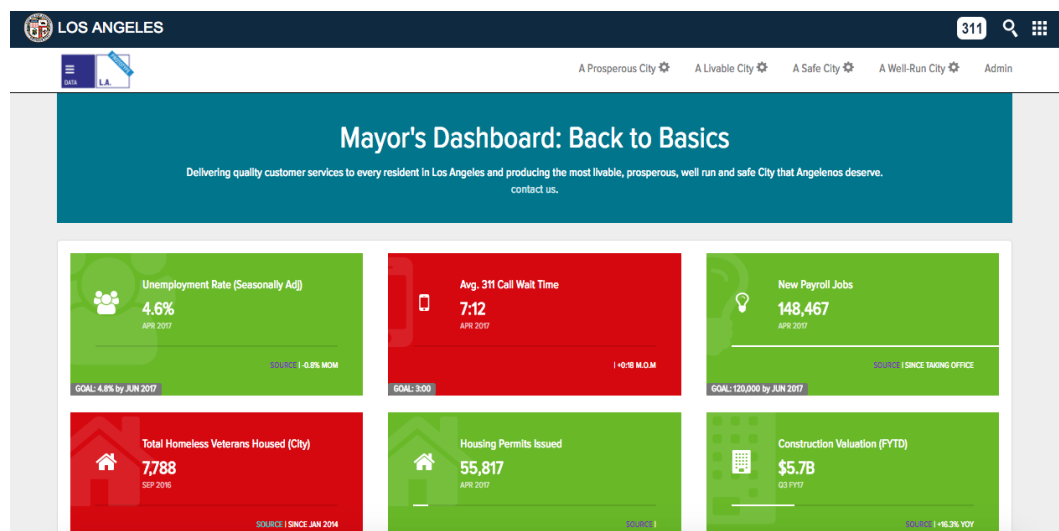 LOS ANGELES
311
DATA
L.A.
A Prosperous City
A Livable City
A Safe City
A Well-Run City
Admin
Mayor's Dashboard: Back to Basics
Delivering quality customer services to every resident in Los Angeles and producing the most livable, prosperous, well run and safe City that Angelenos deserve.
contact us.
Unemployment Rate (Seasonally Adj)
4.6%
APR 2017
SOURCE | -0.8% MOM
GOAL: 4.8% by JUN 2017
Avg. 311 Call Wait Time
7:12
APR 2017
| +0:18 M.O.M
GOAL: 3:00
New Payroll Jobs
148,467
APR 2017
SOURCE | SINCE TAKING OFFICE
GOAL: 120,000 by JUN 2017
Total Homeless Veterans Housed (City)
7,788
SEP 2016
SOURCE | SINCE JAN 2014
Housing Permits Issued
55,817
APR 2017
SOURCE |
Construction Valuation (FYTD)
$5.7B
Q3 FY17
SOURCE | +16.3% YOY